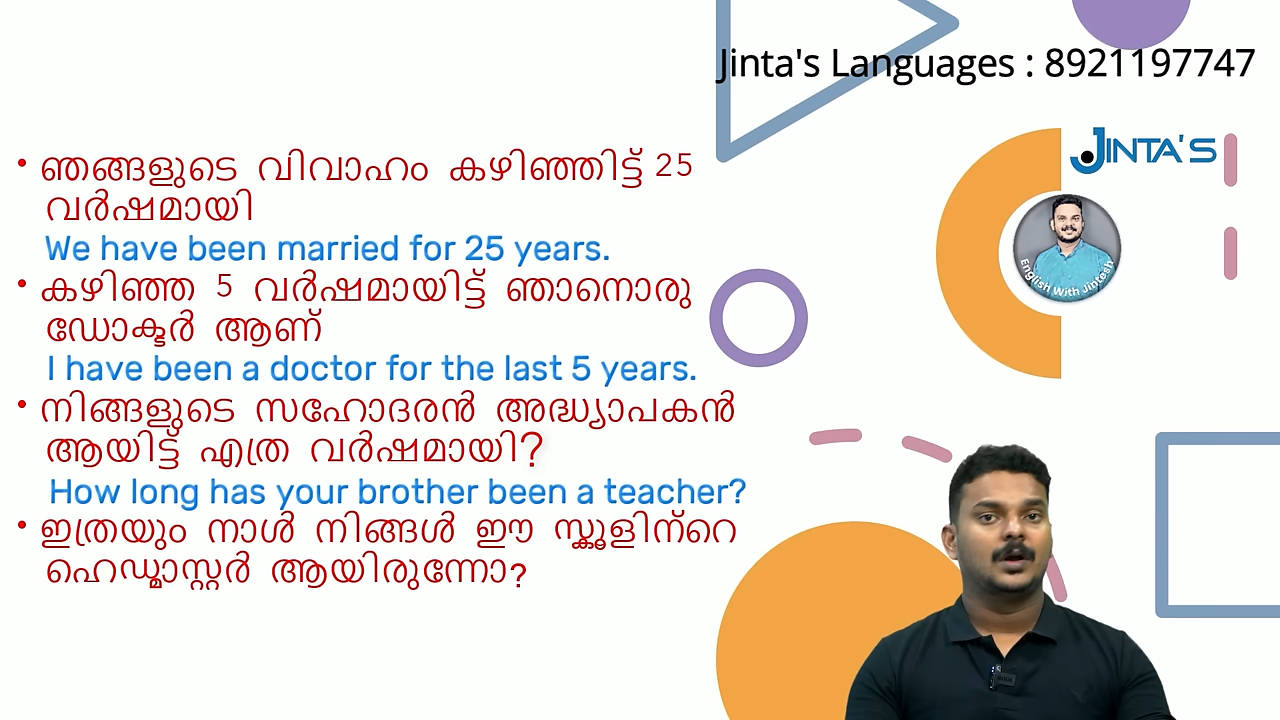 Jinta's Languages : 8921197747
JINTA'S
English With Jintesh
• ഞങ്ങളുടെ വിവാഹം കഴിഞ്ഞിട്ട് 25
വർഷമായി
We have been married for 25 years.
• കഴിഞ്ഞ 5 വർഷമായിട്ട് ഞാനൊരു
ഡോക്ടർ ആണ്
I have been a doctor for the last 5 years.
• നിങ്ങളുടെ സഹോദരൻ അദ്ധ്യാപകൻ
ആയിട്ട് എത്ര വർഷമായി?
How long has your brother been a teacher?
• ഇത്രയും നാൾ നിങ്ങൾ ഈ സ്കൂളിന്റെ
ഹെഡ്മാസ്റ്റർ ആയിരുന്നോ?